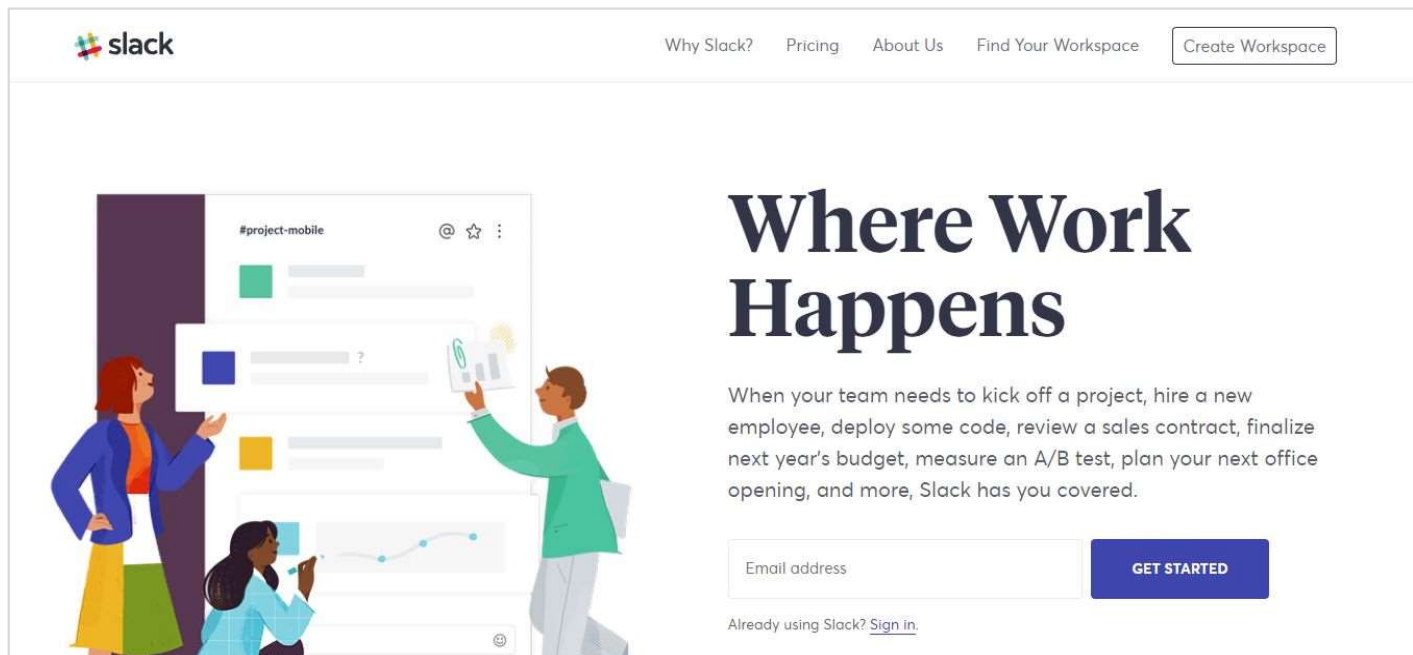 slack
Why Slack? Pricing About Us Find Your Workspace Create Workspace
#project-mobile
?
Where Work
Happens
When your team needs to kick off a project, hire a new
employee, deploy some code, review a sales contract, finalize
next year's budget, measure an A/B test, plan your next office
opening, and more, Slack has you covered.
Email address GET STARTED
Already using Slack? Sign in.